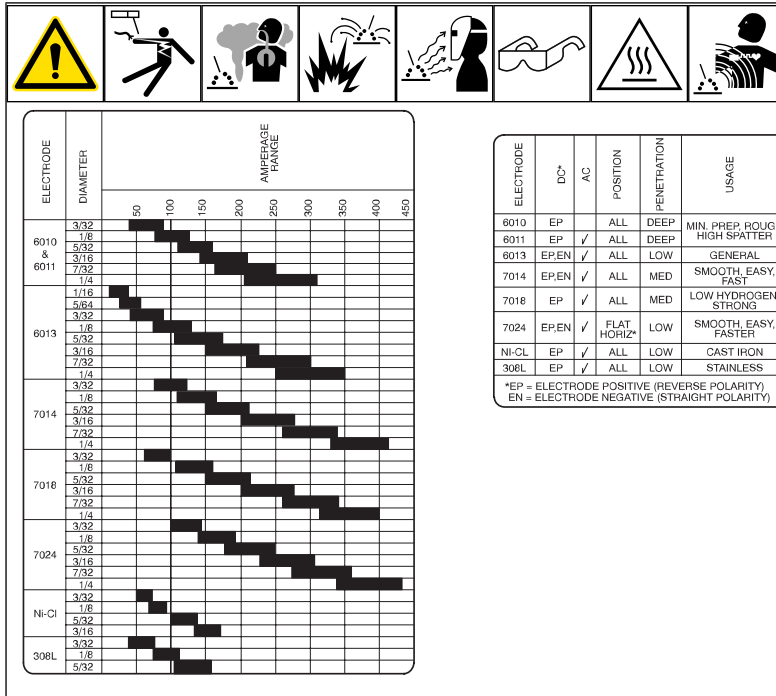 ELECTRODE DIAMETER AMPERAGE RANGE
50 100 150 200 250 300 350 400 450
6010 & 6011
3/32
1/8
5/32
3/16
7/32
1/4
6013
1/16
5/64
3/32
1/8
5/32
3/16
7/32
1/4
7014
3/32
1/8
5/32
3/16
7/32
1/4
7018
3/32
1/8
5/32
3/16
7/32
1/4
7024
3/32
1/8
5/32
3/16
7/32
1/4
Ni-Cl
3/32
1/8
5/32
3/16
308L
3/32
1/8
5/32
ELECTRODE DC* AC POSITION PENETRATION USAGE
6010 EP ALL DEEP MIN. PREP, ROUG
6011 EP √ ALL DEEP HIGH SPATTER
6013 EP,EN √ ALL LOW GENERAL
7014 EP,EN √ ALL MED SMOOTH, EASY,
FAST
7018 EP √ ALL MED LOW HYDROGEN
STRONG
7024 EP,EN √ FLAT LOW SMOOTH, EASY,
HORIZ* FASTER
NI-CL EP √ ALL LOW CAST IRON
308L EP √ ALL LOW STAINLESS
*EP = ELECTRODE POSITIVE (REVERSE POLARITY)
EN = ELECTRODE NEGATIVE (STRAIGHT POLARITY)